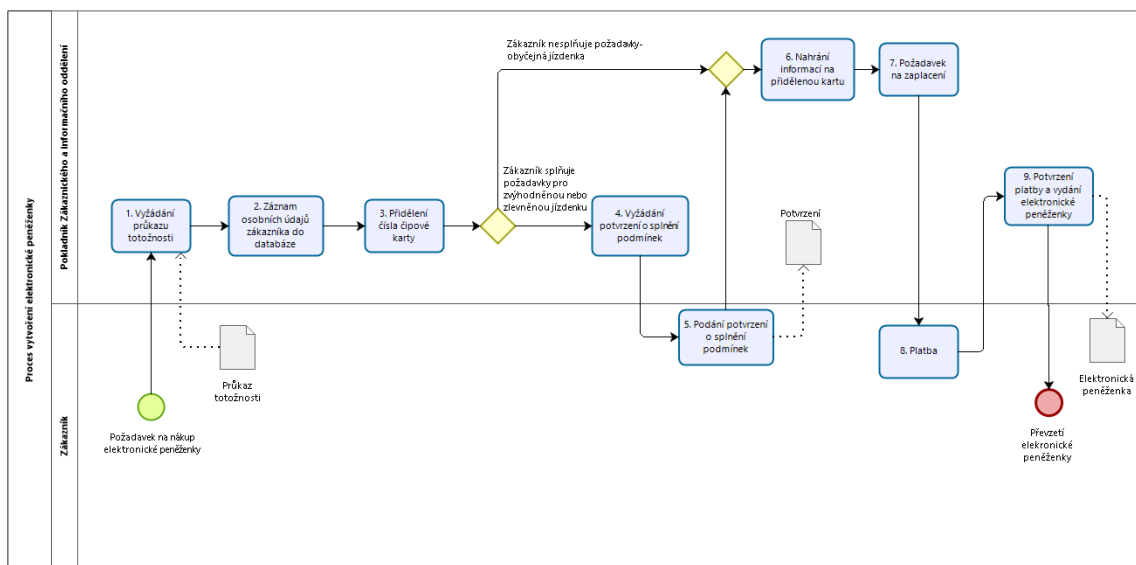 Proces vytvoření elektronické peněženky
Pokladník Zákaznického a informačního oddělení
Zákazník nesplňuje požadavky-
obyčejná jízdenka
6. Nahrání
informací na
přidělenou kartu
7. Požadavek
na zaplacení
Zákazník splňuje
požadavky pro
zvýhodněnou nebo
zlevněnou jízdenku
1. Vyžádání
průkazu
totožnosti
2. Záznam
osobních údajů
zákazníka do
databáze
3. Přidělení
čísla čipové
karty
4. Vyžádání
potvrzení o splnění
podmínek
Potvrzení
9. Potvrzení
platby a vydání
elektronické
peněženky
Zákazník
5. Podání potvrzení
o splnění
podmínek
8. Platba
Průkaz
totožnosti
Elektronická
peněženka
Požadavek na nákup
elektronické peněženky
Převzetí
elekronické
peněženky